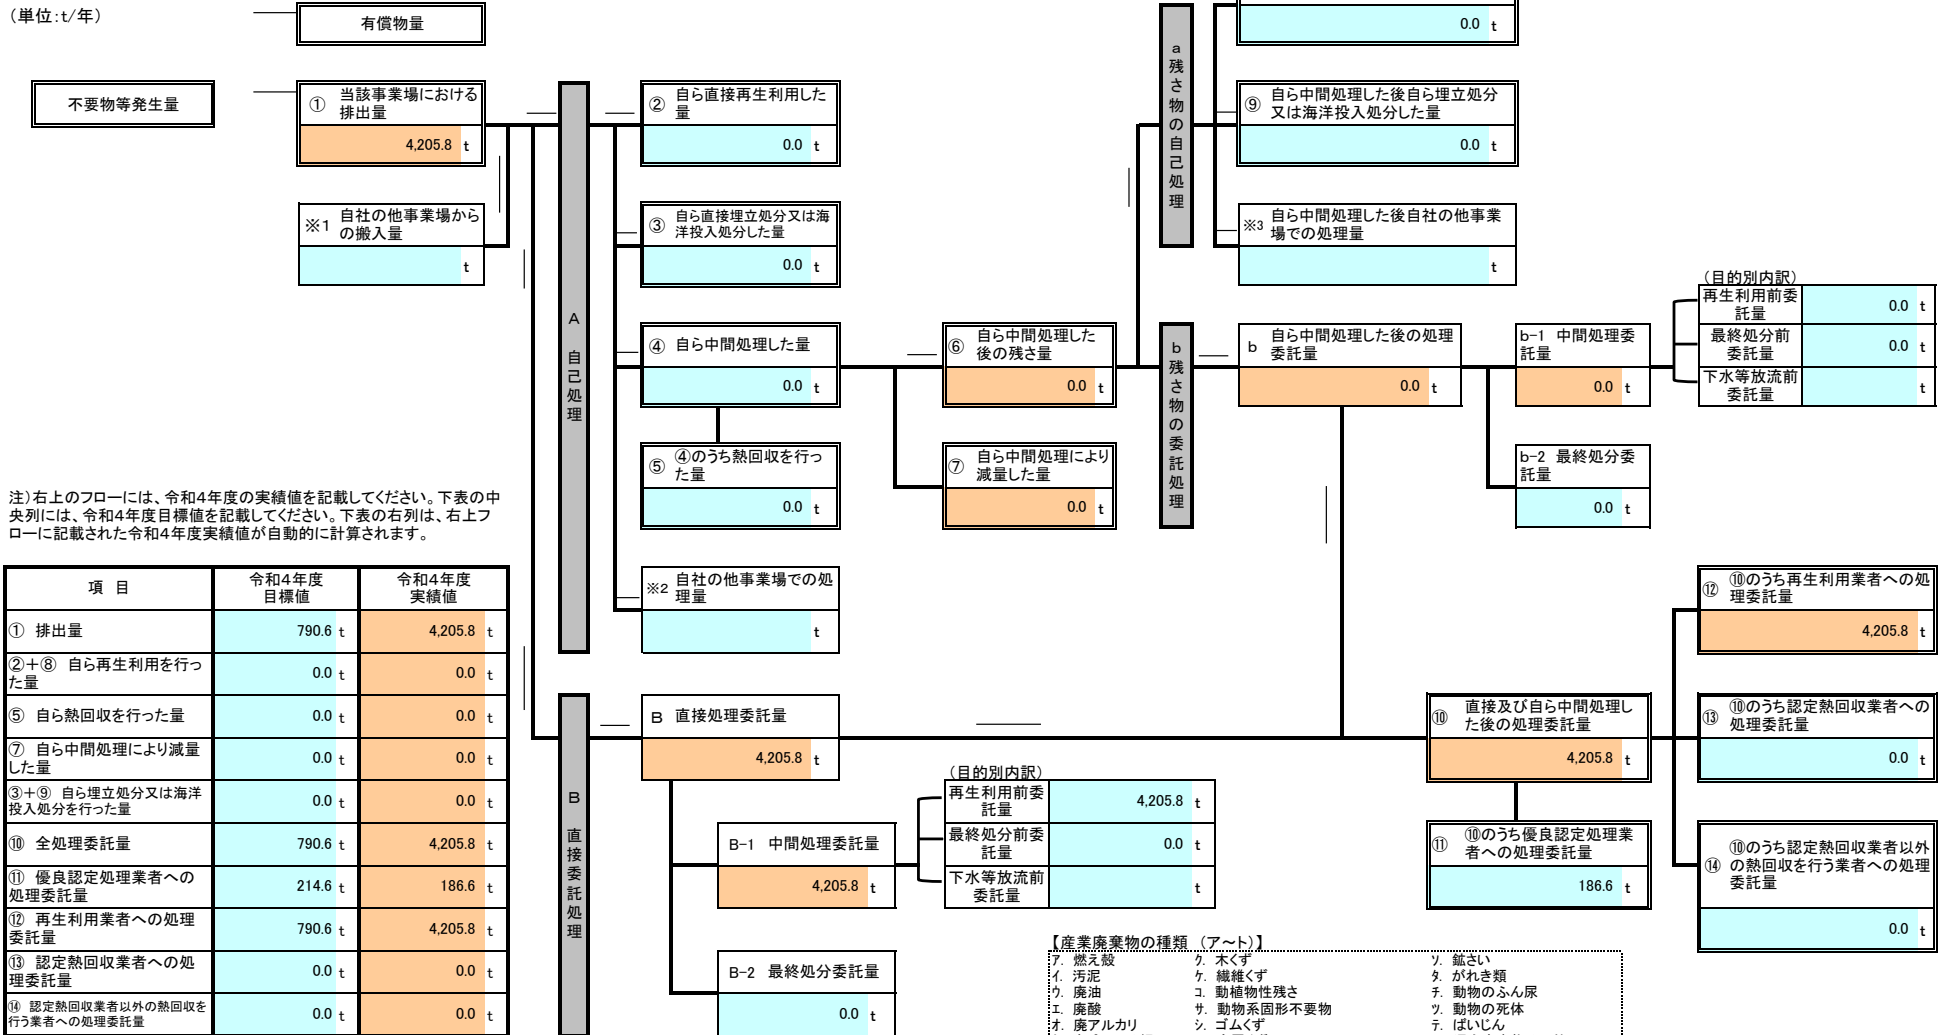 （単位：t/年）
有償物量
0.0 t
不要物等発生量
① 当該事業場における
排出量
4,205.8 t
② 自ら直接再生利用した
量
0.0 t
⑨ 自ら中間処理した後自ら埋立処分
又は海洋投入処分した量
0.0 t
a 残さ物の自己処理
※1 自社の他事業場から
の搬入量
t
③ 自ら直接埋立処分又は海
洋投入処分した量
0.0 t
※3 自ら中間処理した後自社の他事業
場での処理量
t
A 自己処理
④ 自ら中間処理した量
0.0 t
⑥ 自ら中間処理した
後の残さ量
0.0 t
b 残さ物の委託処理
b 自ら中間処理した後の処理
委託量
0.0 t
b-1 中間処理委
託量
0.0 t
（目的別内訳）
再生利用前委
託量
0.0 t
最終処分前
委託量
0.0 t
下水等放流前
委託量
t
⑤ ④のうち熱回収を行っ
た量
0.0 t
⑦ 自ら中間処理により
減量した量
0.0 t
b-2 最終処分委
託量
0.0 t
注）右上のフローには、令和４年度の実績値を記載してください。下表の中
央列には、令和４年度目標値を記載してください。下表の右列は、右上フ
ローに記載された令和４年度実績値が自動的に計算されます。
※2 自社の他事業場での処
理量
t
項 目
令和４年度
目標値
令和４年度
実績値
① 排出量 790.6 t 4,205.8 t
②＋⑧ 自ら再生利用を行っ
た量 0.0 t 0.0 t
⑤ 自ら熱回収を行った量 0.0 t 0.0 t
⑦ 自ら中間処理により減量
した量 0.0 t 0.0 t
③＋⑨ 自ら埋立処分又は海洋
投入処分を行った量 0.0 t 0.0 t
⑩ 全処理委託量 790.6 t 4,205.8 t
⑪ 優良認定処理業者への
処理委託量 214.6 t 186.6 t
⑫ 再生利用業者への処理
委託量 790.6 t 4,205.8 t
⑬ 認定熱回収業者への処
理委託量 0.0 t 0.0 t
⑭ 認定熱回収業者以外の熱回収を
行う業者への処理委託量 0.0 t 0.0 t
B 直接委託処理
B 直接処理委託量
4,205.8 t
B-1 中間処理委託量
4,205.8 t
（目的別内訳）
再生利用前委
託量
4,205.8 t
最終処分前委
託量
0.0 t
下水等放流前
委託量
t
B-2 最終処分委託量
0.0 t
⑩ 直接及び自ら中間処理し
た後の処理委託量
4,205.8 t
⑪ ⑩のうち優良認定処理業
者への処理委託量
186.6 t
⑫ ⑩のうち再生利用業者への処
理委託量
4,205.8 t
⑬ ⑩のうち認定熱回収業者への
処理委託量
0.0 t
⑭ ⑩のうち認定熱回収業者以外
の熱回収を行う業者への処理
委託量
0.0 t
【産業廃棄物の種類 （ア～ト）】
ア. 燃え殻 ク. 木くず ソ. 鉱さい
イ. 汚泥 ケ. 繊維くず タ. がれき類
ウ. 廃油 コ. 動植物性残さ チ. 動物のふん尿
エ. 廃酸 サ. 動物系固形不要物 ツ. 動物の死体
オ. 廃アルカリ シ. ゴムくず テ. ばいじん